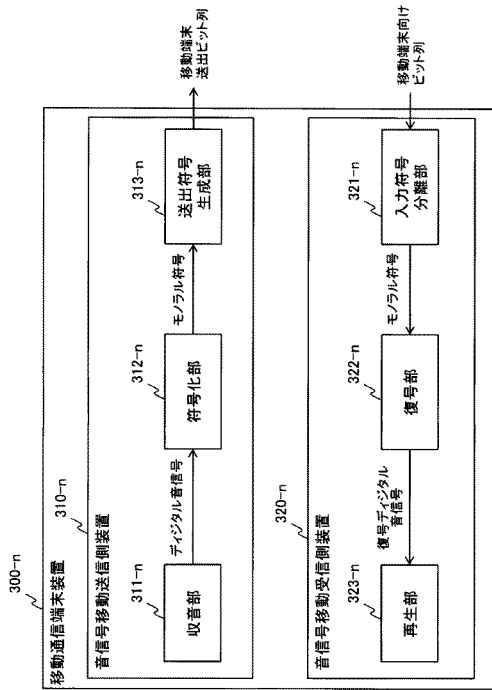 300-n
移動通信端末装置
310-n
音信号移動送信側装置
311-n
収音部
ディジタル音信号
312-n
符号化部
モノラル符号
313-n
送出符号
生成部
移動端末
送出ビット列
320-n
音信号移動受信側装置
323-n
再生部
復号ディジタル
音信号
322-n
復号部
モノラル符号
321-n
入力符号
分離部
移動端末向け
ビット列